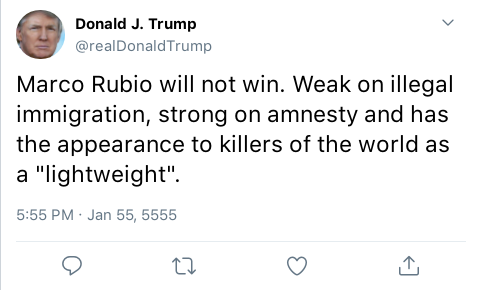 Donald J. Trump
@realDonaldTrump
Marco Rubio will not win. Weak on illegal
immigration, strong on amnesty and has
the appearance to killers of the world as
a "lightweight".
5:55 PM · Jan 55, 5555